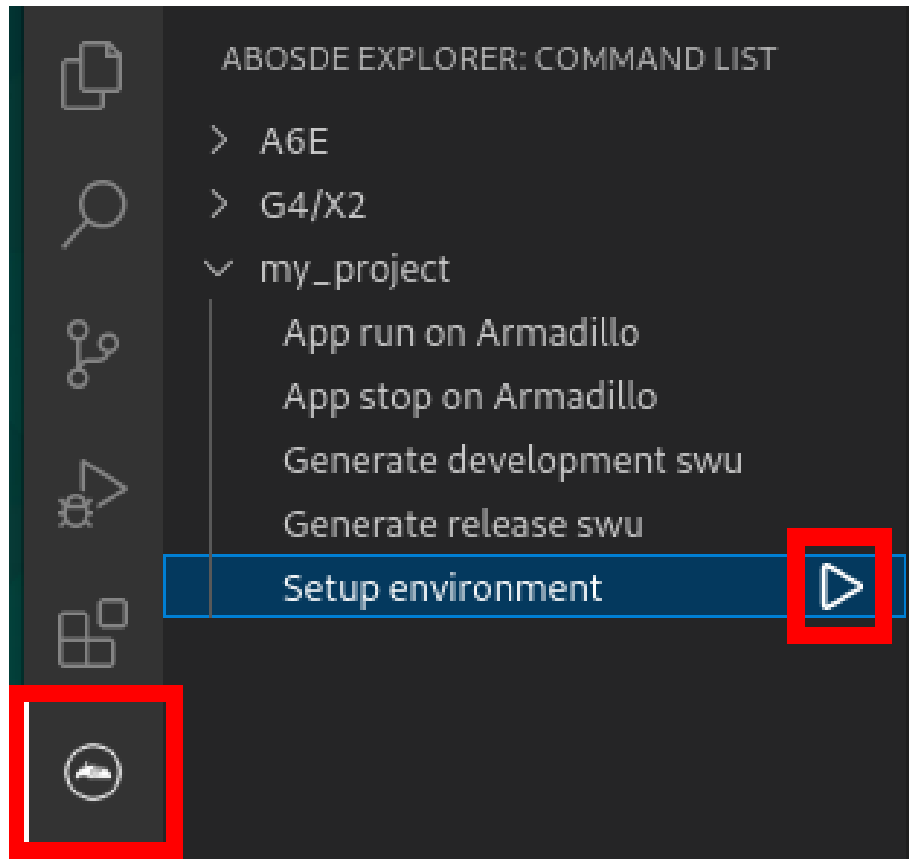 ABOSDE EXPLORER: COMMAND LIST
A6E
G4/X2
my_project
App run on Armadillo
App stop on Armadillo
Generate development swu
Generate release swu
Setup environment